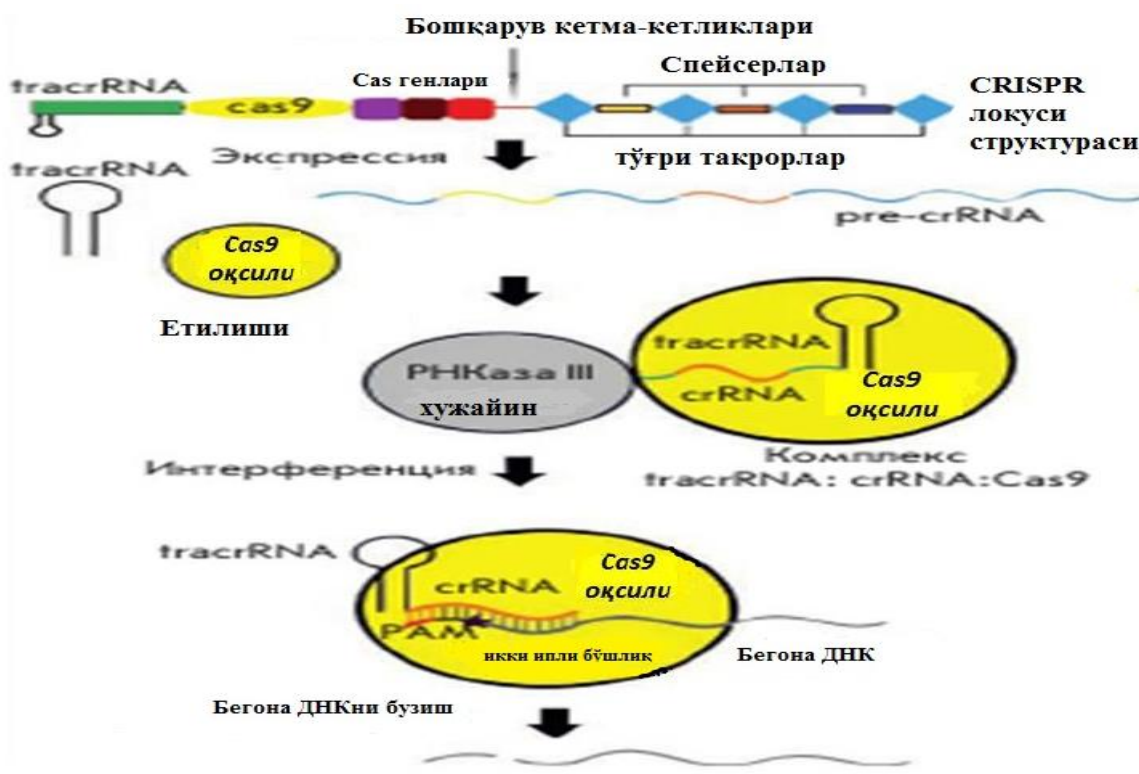 Бошқарув кетма-кетликлари
tracrRNA
cas9
Cas генлари
Спейсерлар
CRISPR
локуси
структураси
Экспрессия
тўғри такрорлар
tracrRNA
pre-crRNA
Cas9
оқсили
Етилиши
РНКаза III
хужайин
tracrRNA
crRNA
Cas9
оқсили
Комплекс
tracrRNA: crRNA:Cas9
Интерференция
tracrRNA
crRNA
Cas9
оқсили
PAM
икки ипли бўшлиқ
Бегона ДНК
Бегона ДНКни бузиш